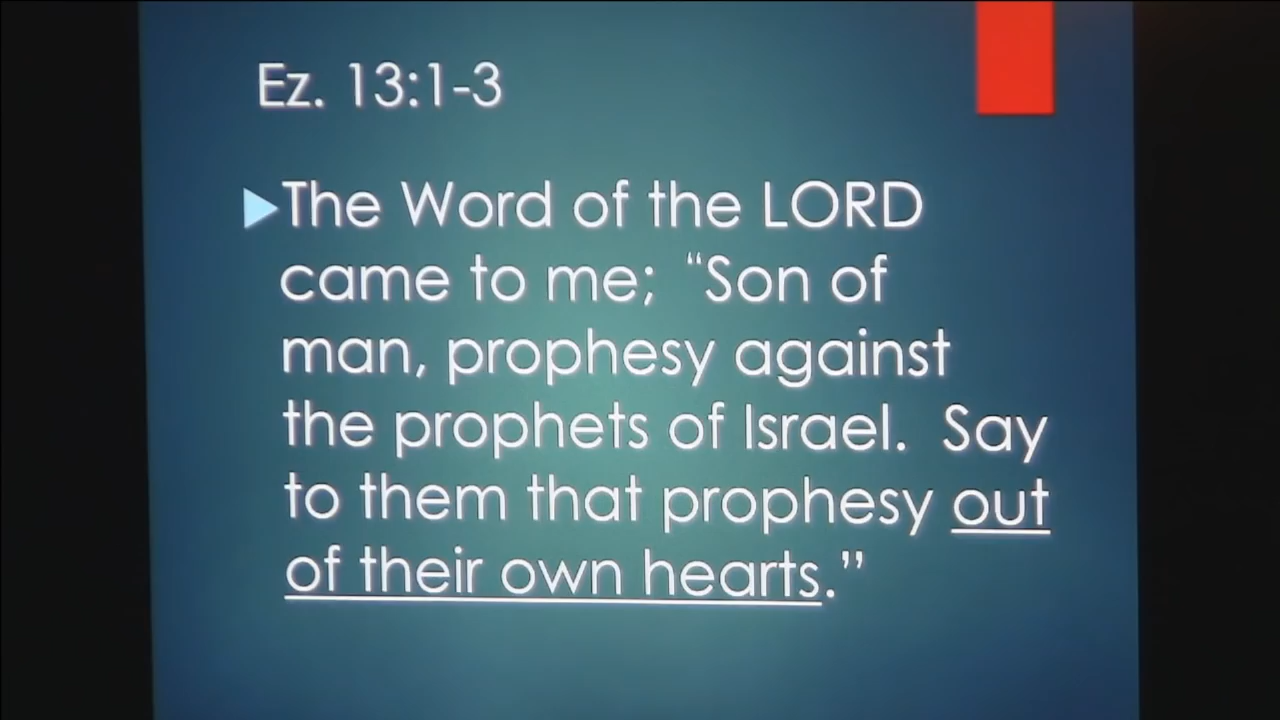 Ez. 13:1-3
The Word of the LORD
came to me;  “Son of
man, prophesy against
the prophets of Israel.  Say
to them that prophesy out
of their own hearts.”